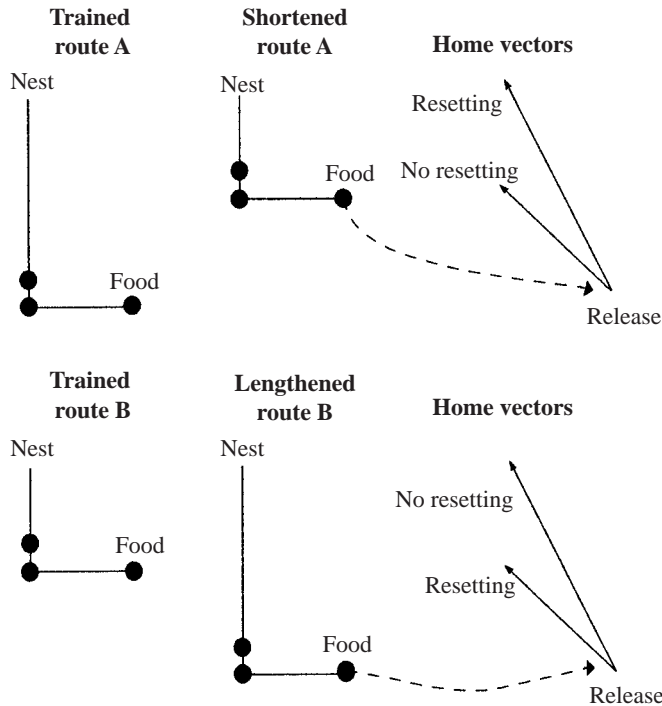 Trained
route A
Shortened
route A
Home vectors
Nest
Nest
Resetting
No resetting
Food
Food
Release
Trained
route B
Lengthened
route B
Home vectors
Nest
Nest
No resetting
Food
Resetting
Food
Release